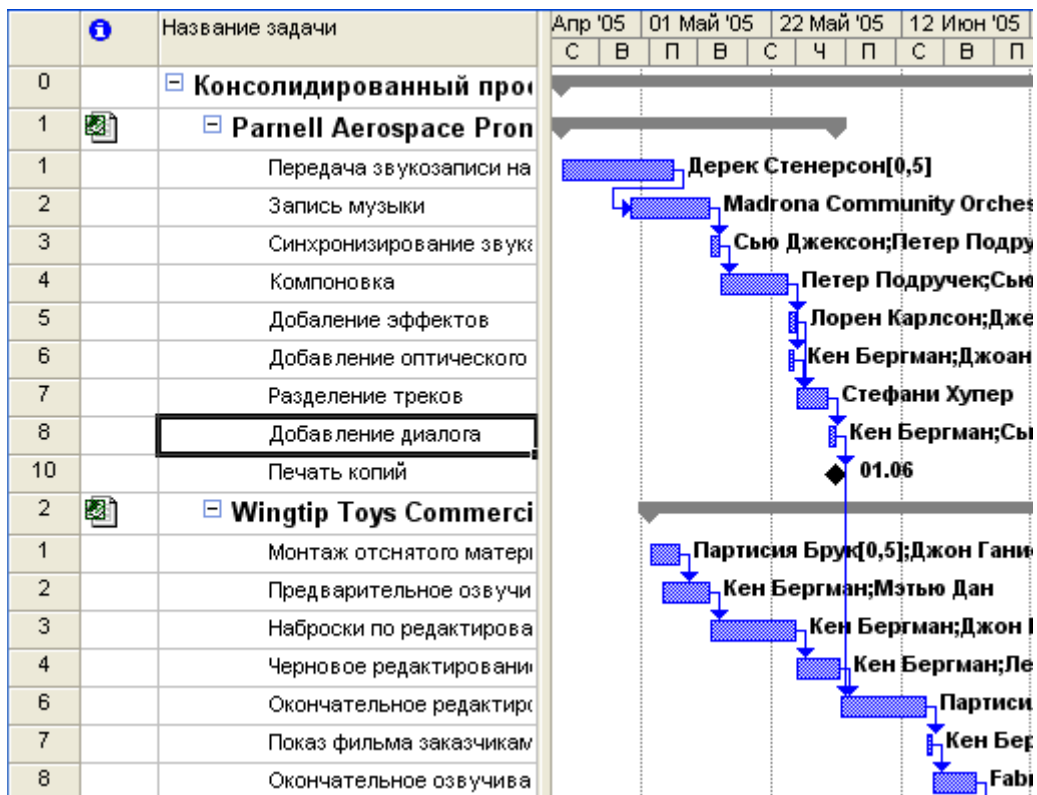 Название задачи
Апр '05 01 Май '05 22 Май '05 12 Июн '05
С В П В С Ч П С В П
0 Консолидированный про
1 Parnell Aerospace Pron
1 Передача звукозаписи на Дерек Стенерсон[0,5]
2 Запись музыки Madrona Community Orches
3 Синхронизирование звука Сью Джексон;Петер Подру
4 Компоновка Петер Подручек;Сью
5 Добаление эффектов Лорен Карлсон;Дже
6 Добавление оптического Кен Бергман;Джоан
7 Разделение треков Стефани Хупер
8 Добавление диалога Кен Бергман;Сы
10 Печать копий 01.06
2 Wingtip Toys Commerci
1 Монтаж отснятого матери Партисия Брук[0,5];Джон Гани
2 Предварительное озвучи Кен Бергман;Мэтью Дан
3 Наброски по редактирова Кен Бергман;Джон
4 Черновое редактировани Кен Бергман;Ле
6 Окончательное редактиро Партиси
7 Показ фильма заказчикам Кен Бер
8 Окончательное озвучива Fabr